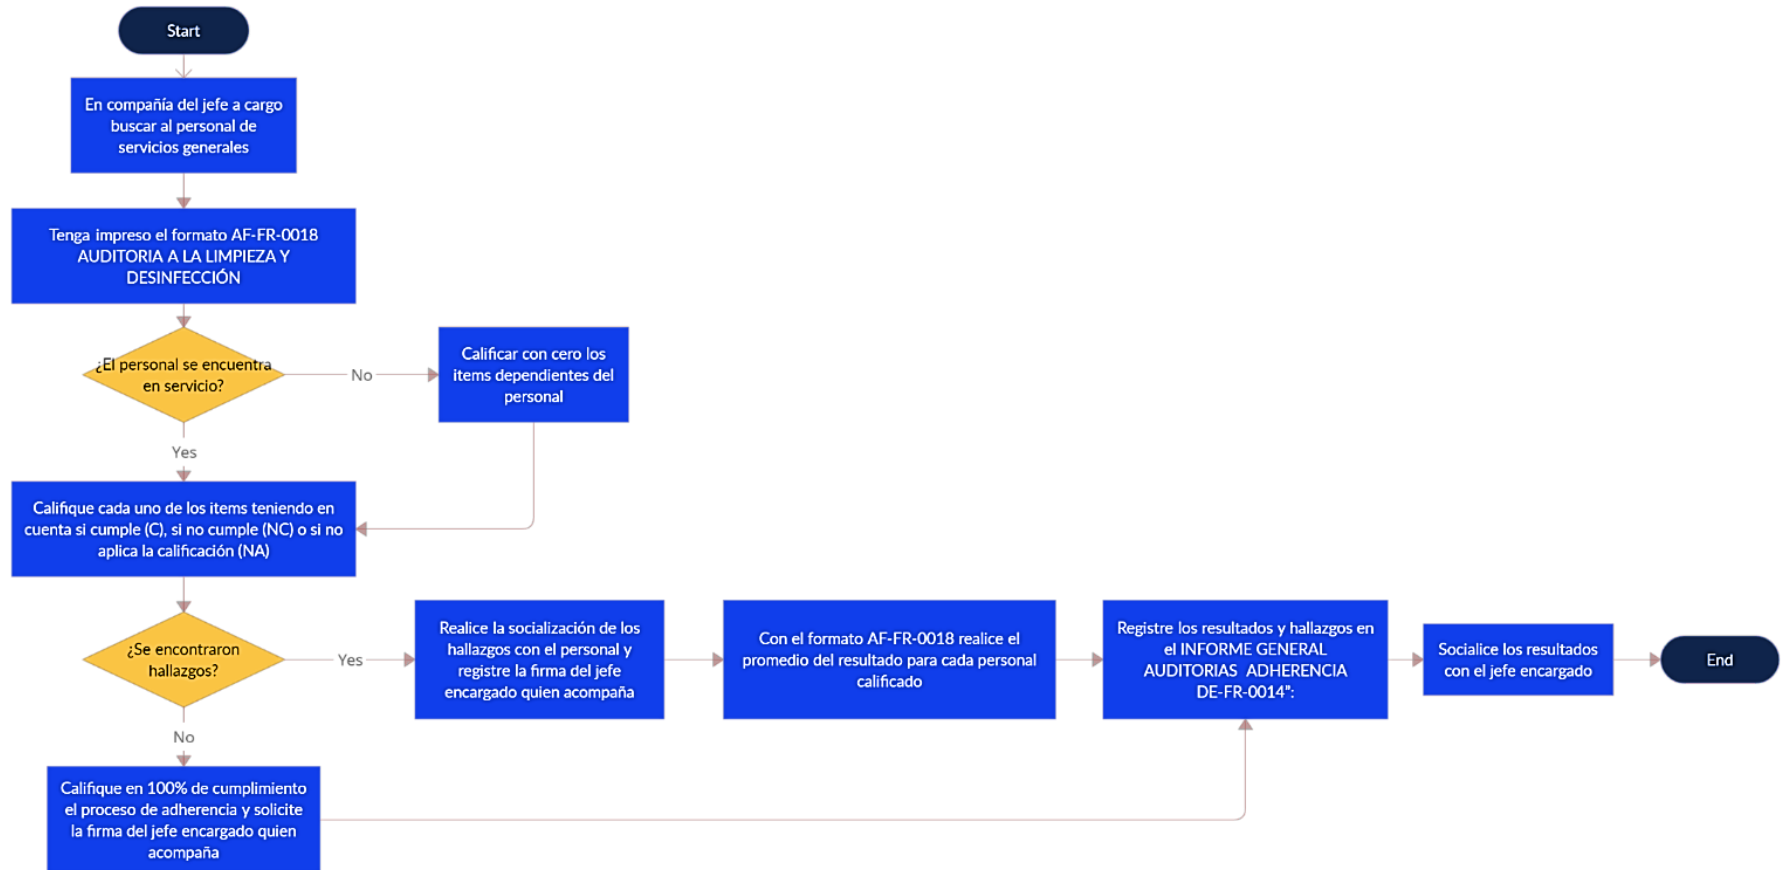 Start
En compañía del jefe a cargo
buscar al personal de
servicios generales
Tenga impreso el formato AF-FR-0018
AUDITORIA A LA LIMPIEZA Y
DESINFECCIÓN
¿El personal se encuentra
en servicio?
No
Calificar con cero los
items dependientes del
personal
Yes
Califique cada uno de los items teniendo en
cuenta si cumple (C), si no cumple (NC) o si no
aplica la calificación (NA)
¿Se encontraron
hallazgos?
Yes
Realice la socialización de los
hallazgos con el personal y
registre la firma del jefe
encargado quien acompaña
Con el formato AF-FR-0018 realice el
promedio del resultado para cada personal
calificado
Registre los resultados y hallazgos en
el INFORME GENERAL
AUDITORIAS ADHERENCIA
DE-FR-0014":
Socialice los resultados
con el jefe encargado
End
No
Califique en 100% de cumplimiento
el proceso de adherencia y solicite
la firma del jefe encargado quien
acompaña